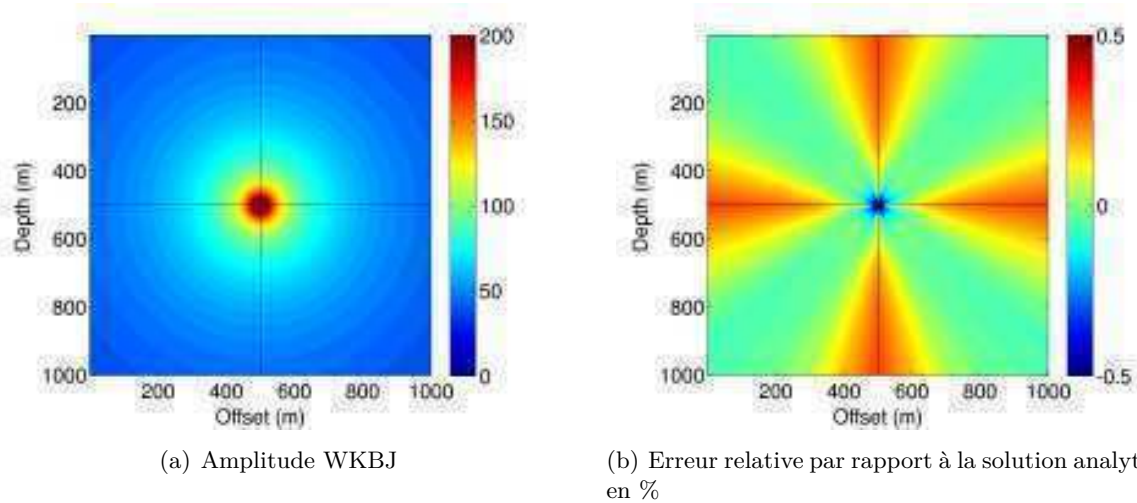 200
150
100
50
0
200
400
600
800
1000
Depth (m)
200 400 600 800 1000
Offset (m)
0.5
0
-0.5
200
400
600
800
1000
Depth (m)
200 400 600 800 1000
Offset (m)
(a) Amplitude WKBJ
(b) Erreur relative par rapport à la solution analyt
en %